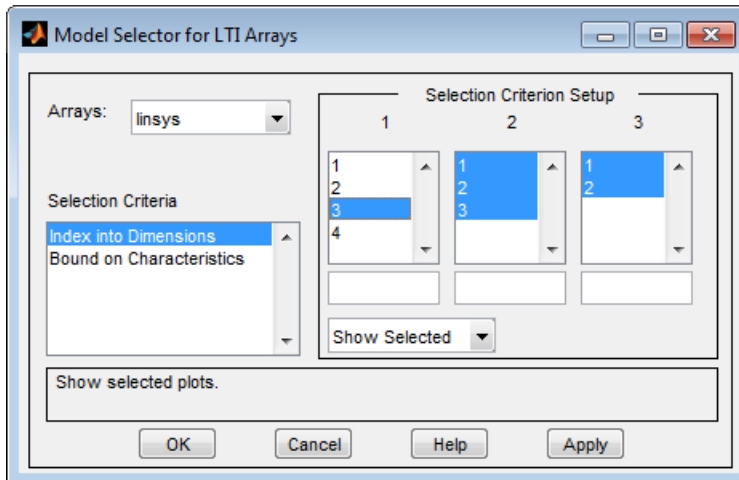 Model Selector for LTI Arrays
Arrays:
linsys
Selection Criteria
Index into Dimensions
Bound on Characteristics
Selection Criterion Setup
1 2 3
1
2
3
4
1
2
3
1
2
Show Selected
Show selected plots.
OK Cancel Help Apply